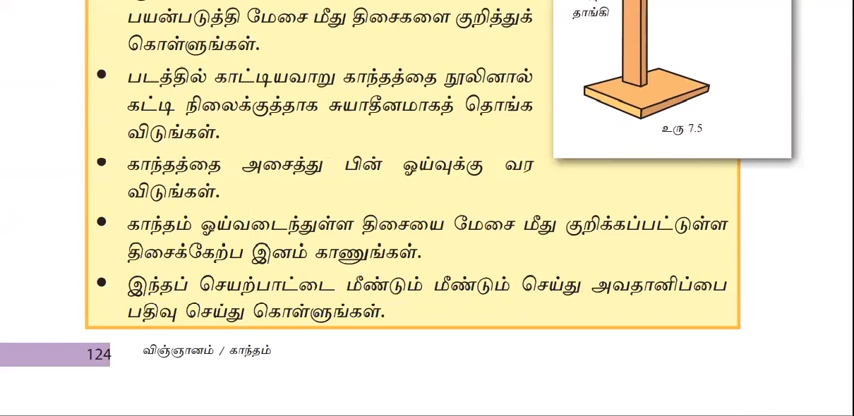 பயன்படுத்தி மேசை மீது திசைகளை குறித்துக்
கொள்ளுங்கள்.
• படத்தில் காட்டியவாறு காந்தத்தை நூலினால்
கட்டி நிலைக்குத்தாக சுயாதீனமாகத் தொங்க
விடுங்கள்.
• காந்தத்தை அசைத்து பின் ஓய்வுக்கு வர
விடுங்கள்.
• காந்தம் ஓய்வடைந்துள்ள திசையை மேசை மீது குறிக்கப்பட்டுள்ள
திசைக்கேற்ப இனம் காணுங்கள்.
• இந்தப் செயற்பாட்டை மீண்டும் மீண்டும் செய்து அவதானிப்பை
பதிவு செய்து கொள்ளுங்கள்.
தாங்கி
உரு 7.5
124 விஞ்ஞானம் / காந்தம்